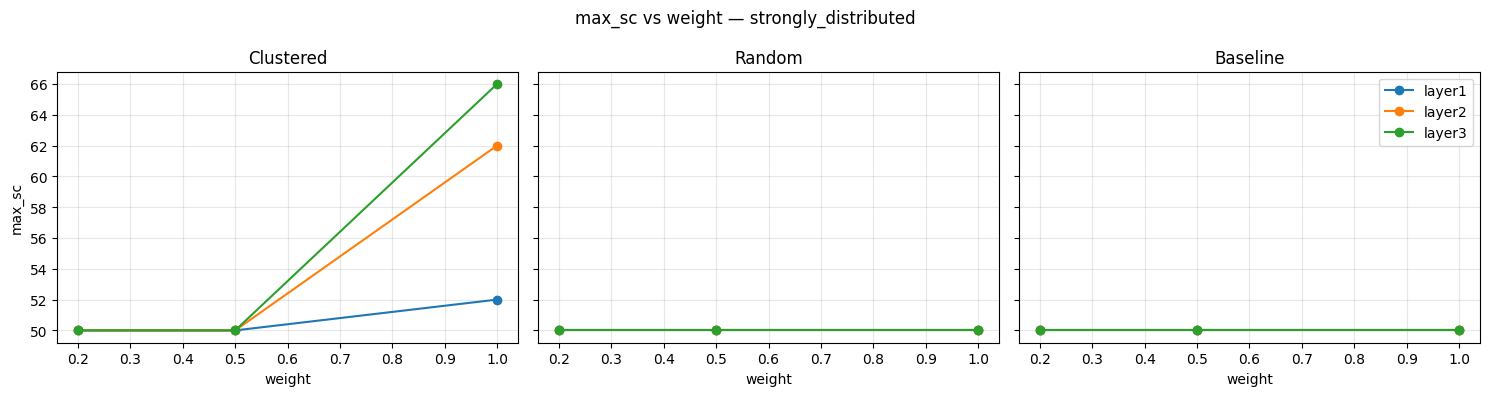 max_sc vs weight — strongly_distributed
Clustered
Random
Baseline
max_sc
66
64
62
60
58
56
54
52
50
0.2 0.3 0.4 0.5 0.6 0.7 0.8 0.9 1.0
weight
0.2 0.3 0.4 0.5 0.6 0.7 0.8 0.9 1.0
weight
layer1
layer2
layer3
0.2 0.3 0.4 0.5 0.6 0.7 0.8 0.9 1.0
weight